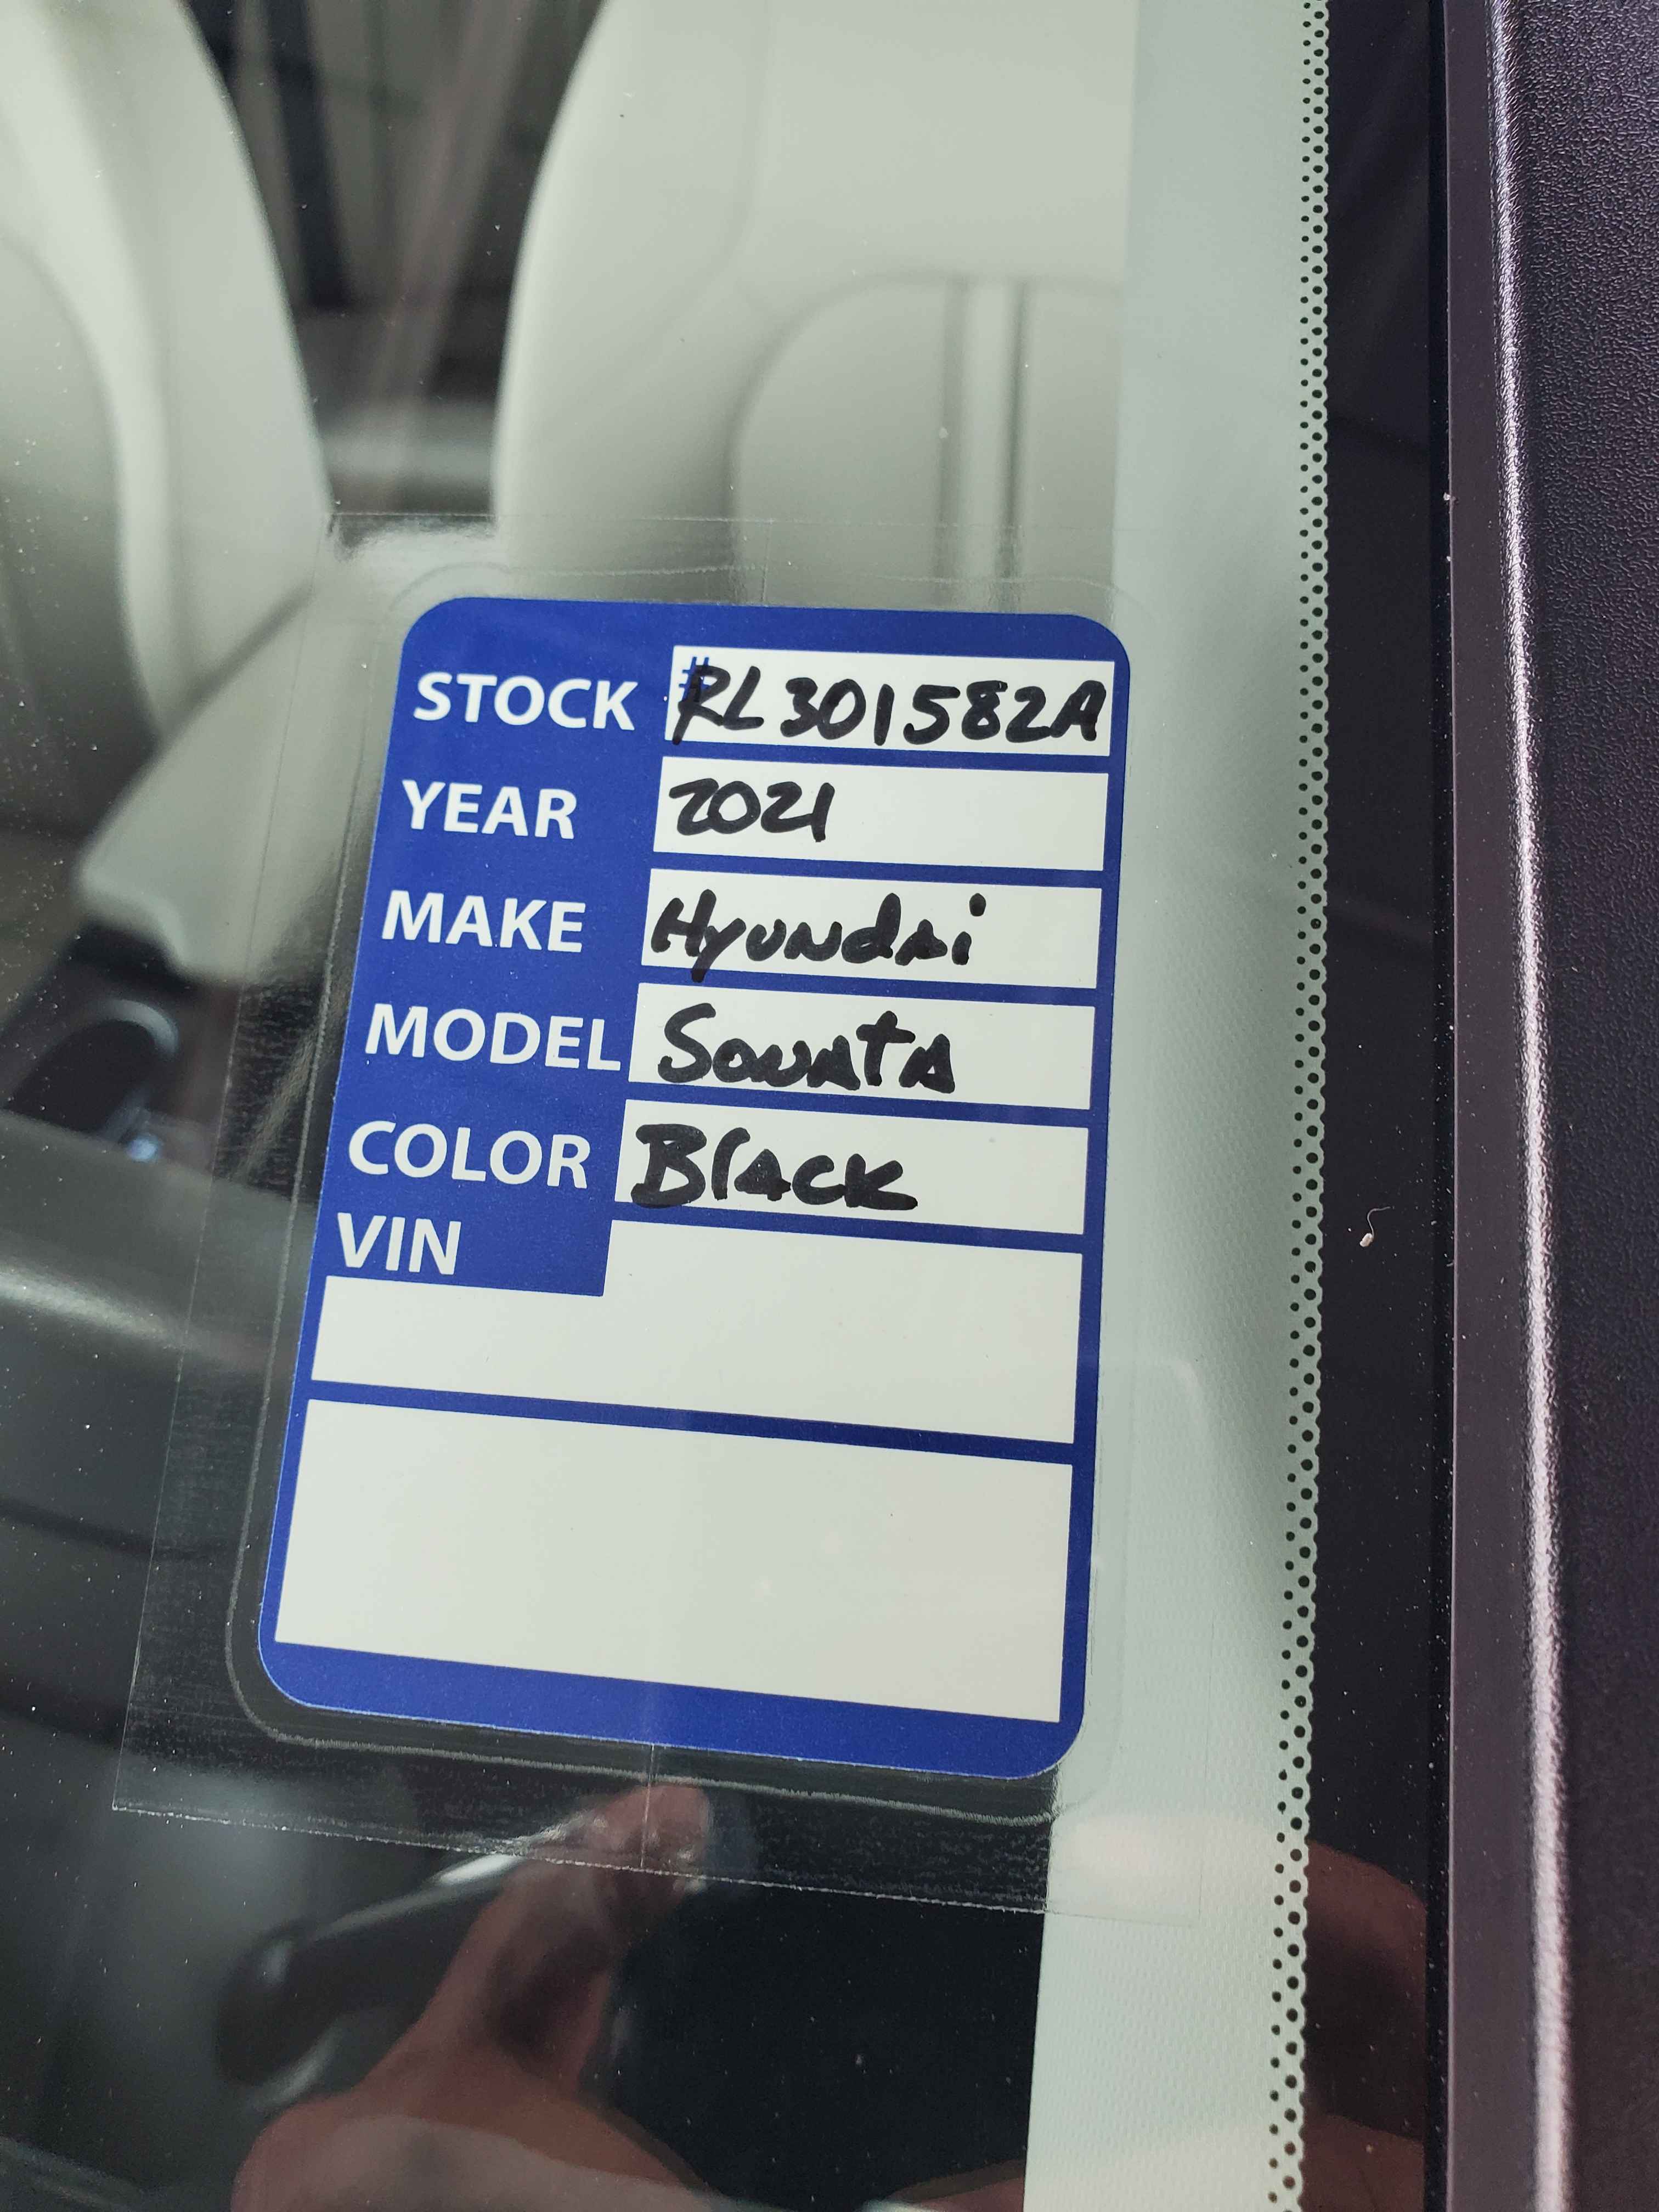 STOCK #RL301582A
YEAR 2021
MAKE Hyundai
MODEL Sonata
COLOR Black
VIN